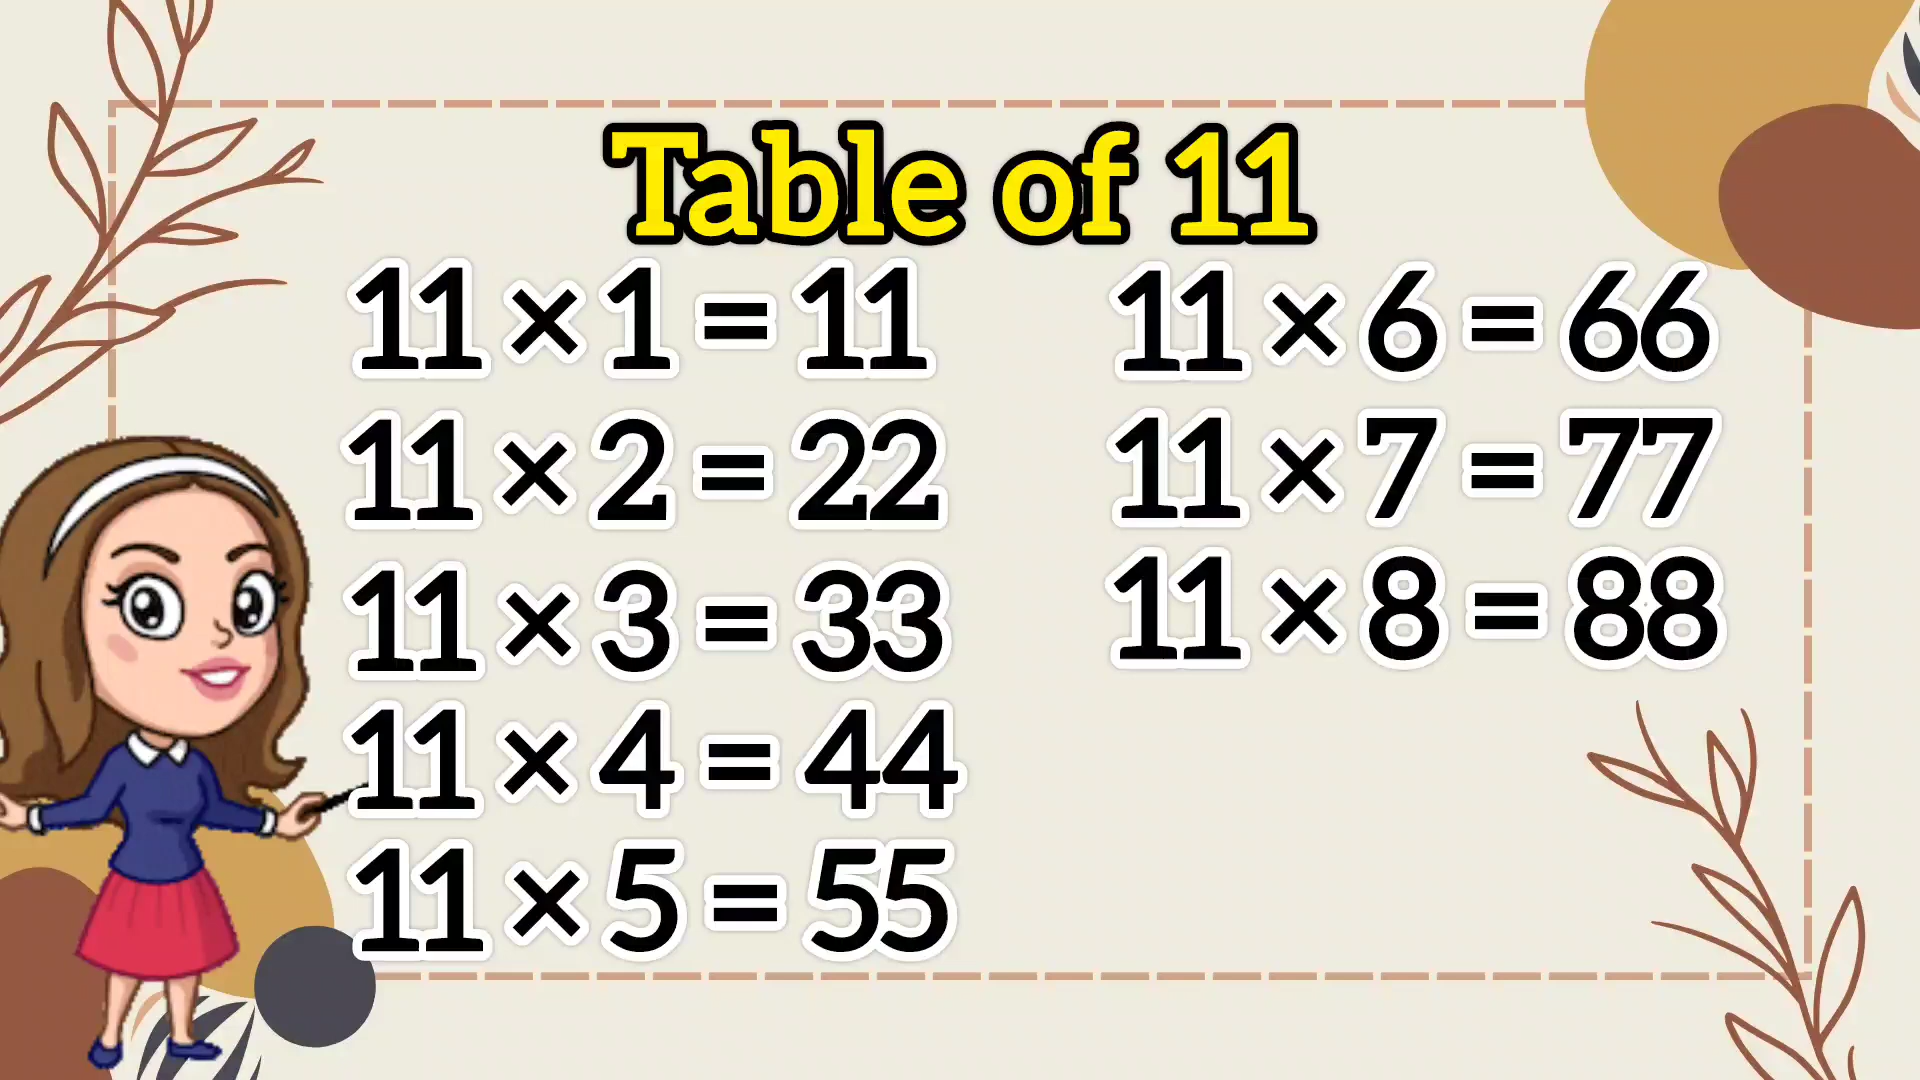 Table of 11
11 × 1 = 11
11 × 2 = 22
11 × 3 = 33
11 × 4 = 44
11 × 5 = 55
11 × 6 = 66
11 × 7 = 77
11 × 8 = 88